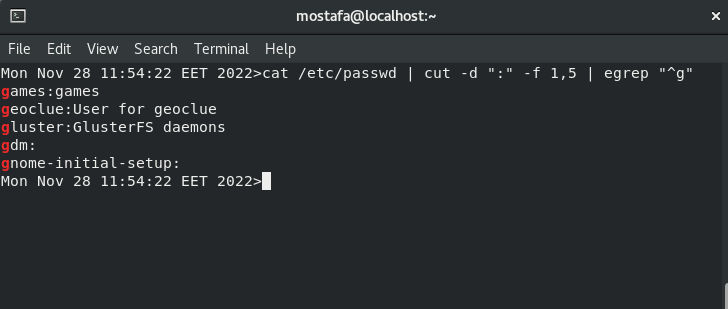 mostafa@localhost:~
File Edit View Search Terminal Help
Mon Nov 28 11:54:22 EET 2022>cat /etc/passwd | cut -d ":" -f 1,5 | egrep "^g"
games:games
geoclue:User for geoclue
gluster:GlusterFS daemons
gdm:
gnome-initial-setup:
Mon Nov 28 11:54:22 EET 2022>